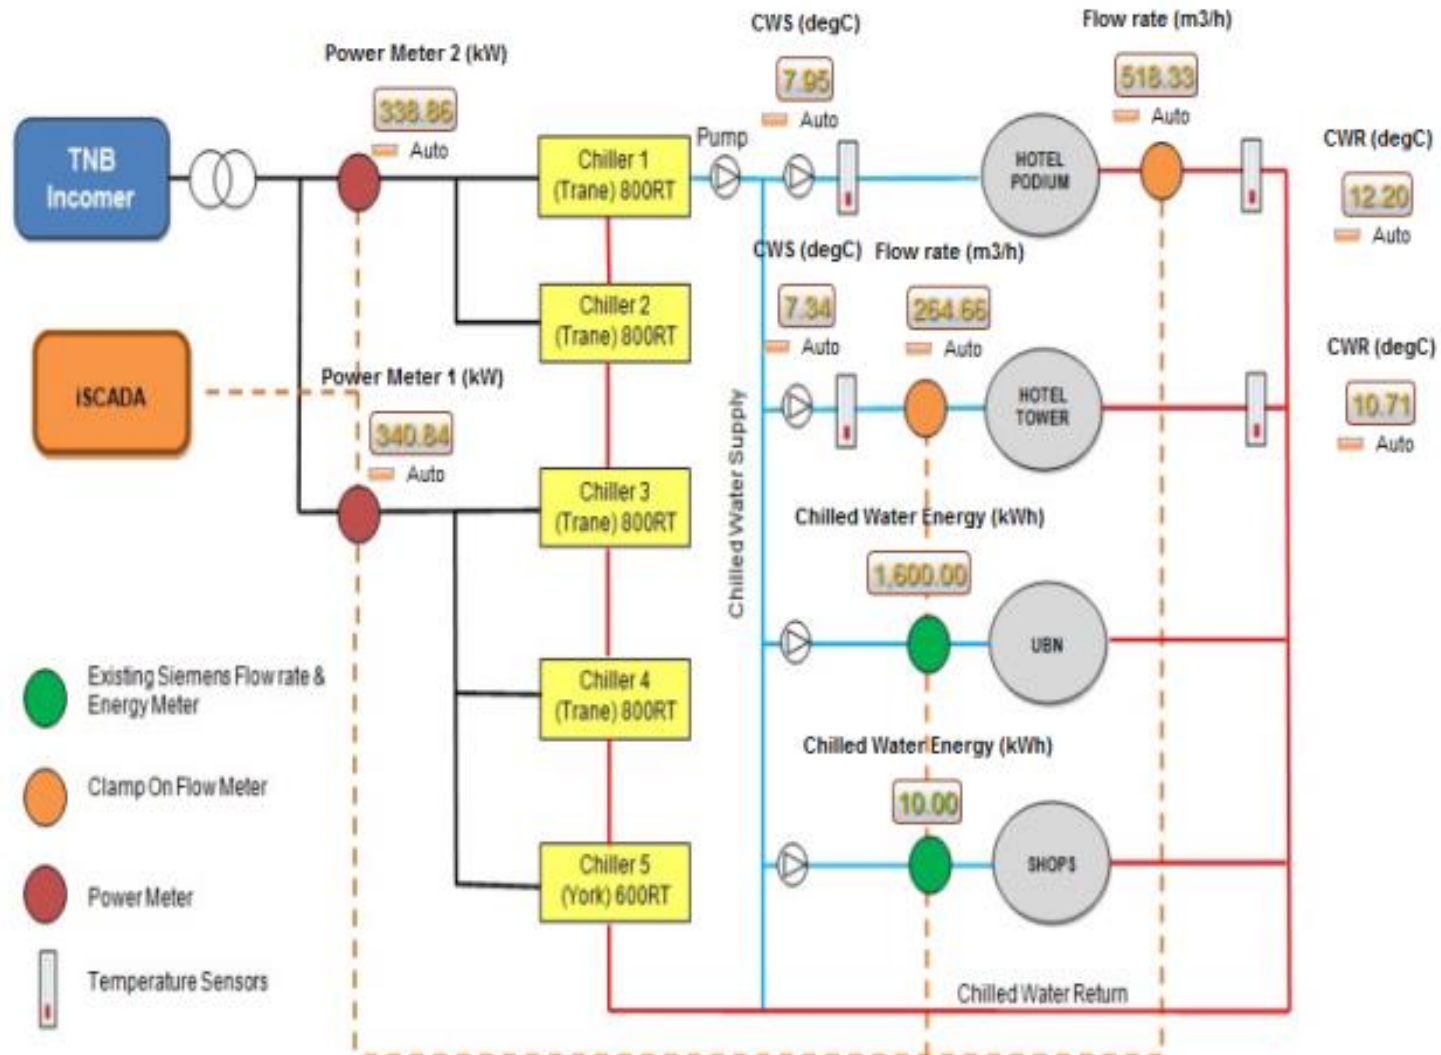 CWS (degC)
Flow rate (m3/h)
Power Meter 2 (kW)
7.95
518.33
338.86
Auto
Auto
Auto
TNB
Incomer
Pump
Chiller 1
(Trane) 800RT
HOTEL
PODIUM
CWR (degC)
12.20
Auto
CWS (degC)
Flow rate (m3/h)
Chiller 2
(Trane) 800RT
7.34
264.66
Auto
Auto
CWR (degC)
iSCADA
Power Meter 1 (kW)
HOTEL
TOWER
10.71
340.84
Auto
Auto
Chilled Water Supply
Chiller 3
(Trane) 800RT
Chilled Water Energy (kWh)
1,600.00
UBN
Existing Siemens Flow rate &
Energy Meter
Chiller 4
(Trane) 800RT
Chilled Water Energy (kWh)
Clamp On Flow Meter
10.00
Chiller 5
(York) 600RT
SHOPS
Power Meter
Temperature Sensors
Chilled Water Return